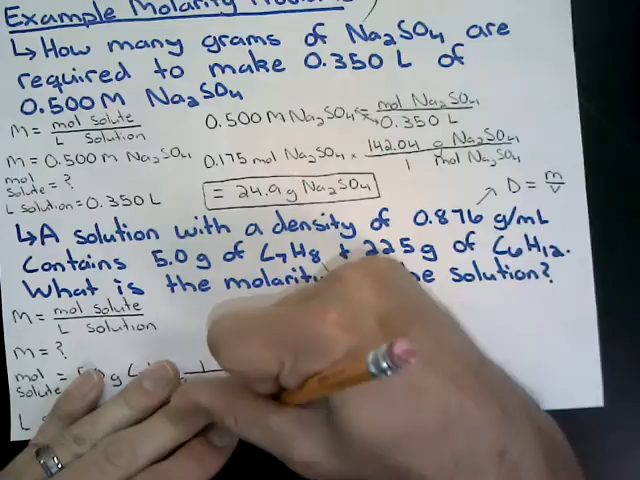 Example Molarity
↳How many grams of Na₂SO₄ are
required to make 0.350 L of
0.500 M Na₂SO₄
M = mol solute / L solution
0.500 M Na₂SO₄ = mol Na₂SO₄ / 0.350 L
M = 0.500 M Na₂SO₄
0.175 mol Na₂SO₄ × 142.04 g Na₂SO₄ / 1 mol Na₂SO₄
mol solute = ?
L solution = 0.350 L
= 24.9 g Na₂SO₄
D = m/V
↳A solution with a density of 0.876 g/mL
contains 5.0 g of C₇H₈ + 225 g of C₆H₁₂.
What is the molarity solution?
M = mol solute / L solution
M = ?
mol solute = g 1
L